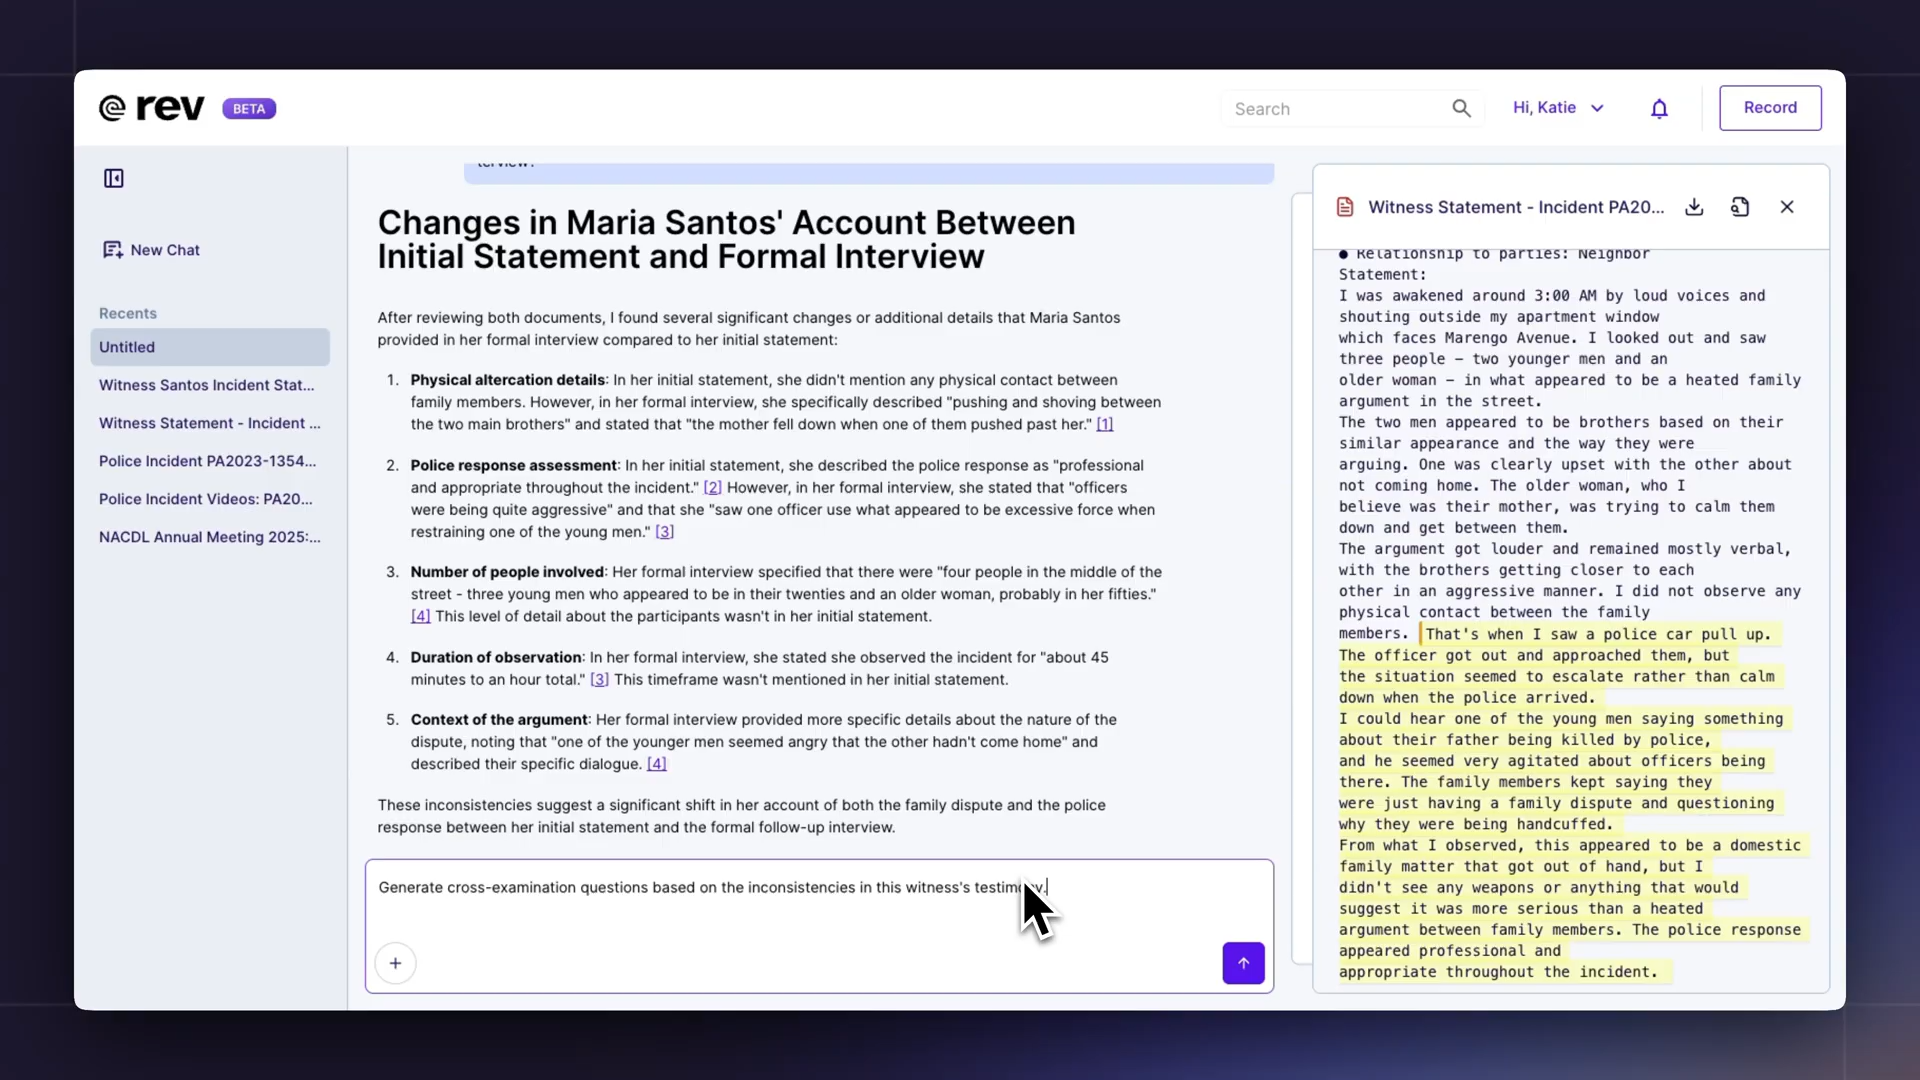 rev BETA
Search
Hi, Katie
Record
New Chat
Recents
Untitled
Witness Santos Incident Stat...
Witness Statement - Incident ...
Police Incident PA2023-1354...
Police Incident Videos: PA20...
NACDL Annual Meeting 2025:...
terview?
Changes in Maria Santos' Account Between
Initial Statement and Formal Interview
After reviewing both documents, I found several significant changes or additional details that Maria Santos
provided in her formal interview compared to her initial statement:
1. Physical altercation details: In her initial statement, she didn't mention any physical contact between
family members. However, in her formal interview, she specifically described "pushing and shoving between
the two main brothers" and stated that "the mother fell down when one of them pushed past her." [1]
2. Police response assessment: In her initial statement, she described the police response as "professional
and appropriate throughout the incident." [2] However, in her formal interview, she stated that "officers
were being quite aggressive" and that she "saw one officer use what appeared to be excessive force when
restraining one of the young men." [3]
3. Number of people involved: Her formal interview specified that there were "four people in the middle of the
street - three young men who appeared to be in their twenties and an older woman, probably in her fifties."
[4] This level of detail about the participants wasn't in her initial statement.
4. Duration of observation: In her formal interview, she stated she observed the incident for "about 45
minutes to an hour total." [3] This timeframe wasn't mentioned in her initial statement.
5. Context of the argument: Her formal interview provided more specific details about the nature of the
dispute, noting that "one of the younger men seemed angry that the other hadn't come home" and
described their specific dialogue. [4]
These inconsistencies suggest a significant shift in her account of both the family dispute and the police
response between her initial statement and the formal follow-up interview.
Generate cross-examination questions based on the inconsistencies in this witness's
Witness Statement - Incident PA20...
● Relationship to parties: Neighbor
Statement:
I was awakened around 3:00 AM by loud voices and
shouting outside my apartment window
which faces Marengo Avenue. I looked out and saw
three people – two younger men and an
older woman – in what appeared to be a heated family
argument in the street.
The two men appeared to be brothers based on their
similar appearance and the way they were
arguing. One was clearly upset with the other about
not coming home. The older woman, who I
believe was their mother, was trying to calm them
down and get between them.
The argument got louder and remained mostly verbal,
with the brothers getting closer to each
other in an aggressive manner. I did not observe any
physical contact between the family
members. That's when I saw a police car pull up.
The officer got out and approached them, but
the situation seemed to escalate rather than calm
down when the police arrived.
I could hear one of the young men saying something
about their father being killed by police,
and he seemed very agitated about officers being
there. The family members kept saying they
were just having a family dispute and questioning
why they were being handcuffed.
From what I observed, this appeared to be a domestic
family matter that got out of hand, but I
didn't see any weapons or anything that would
suggest it was more serious than a heated
argument between family members. The police response
appeared professional and
appropriate throughout the incident.